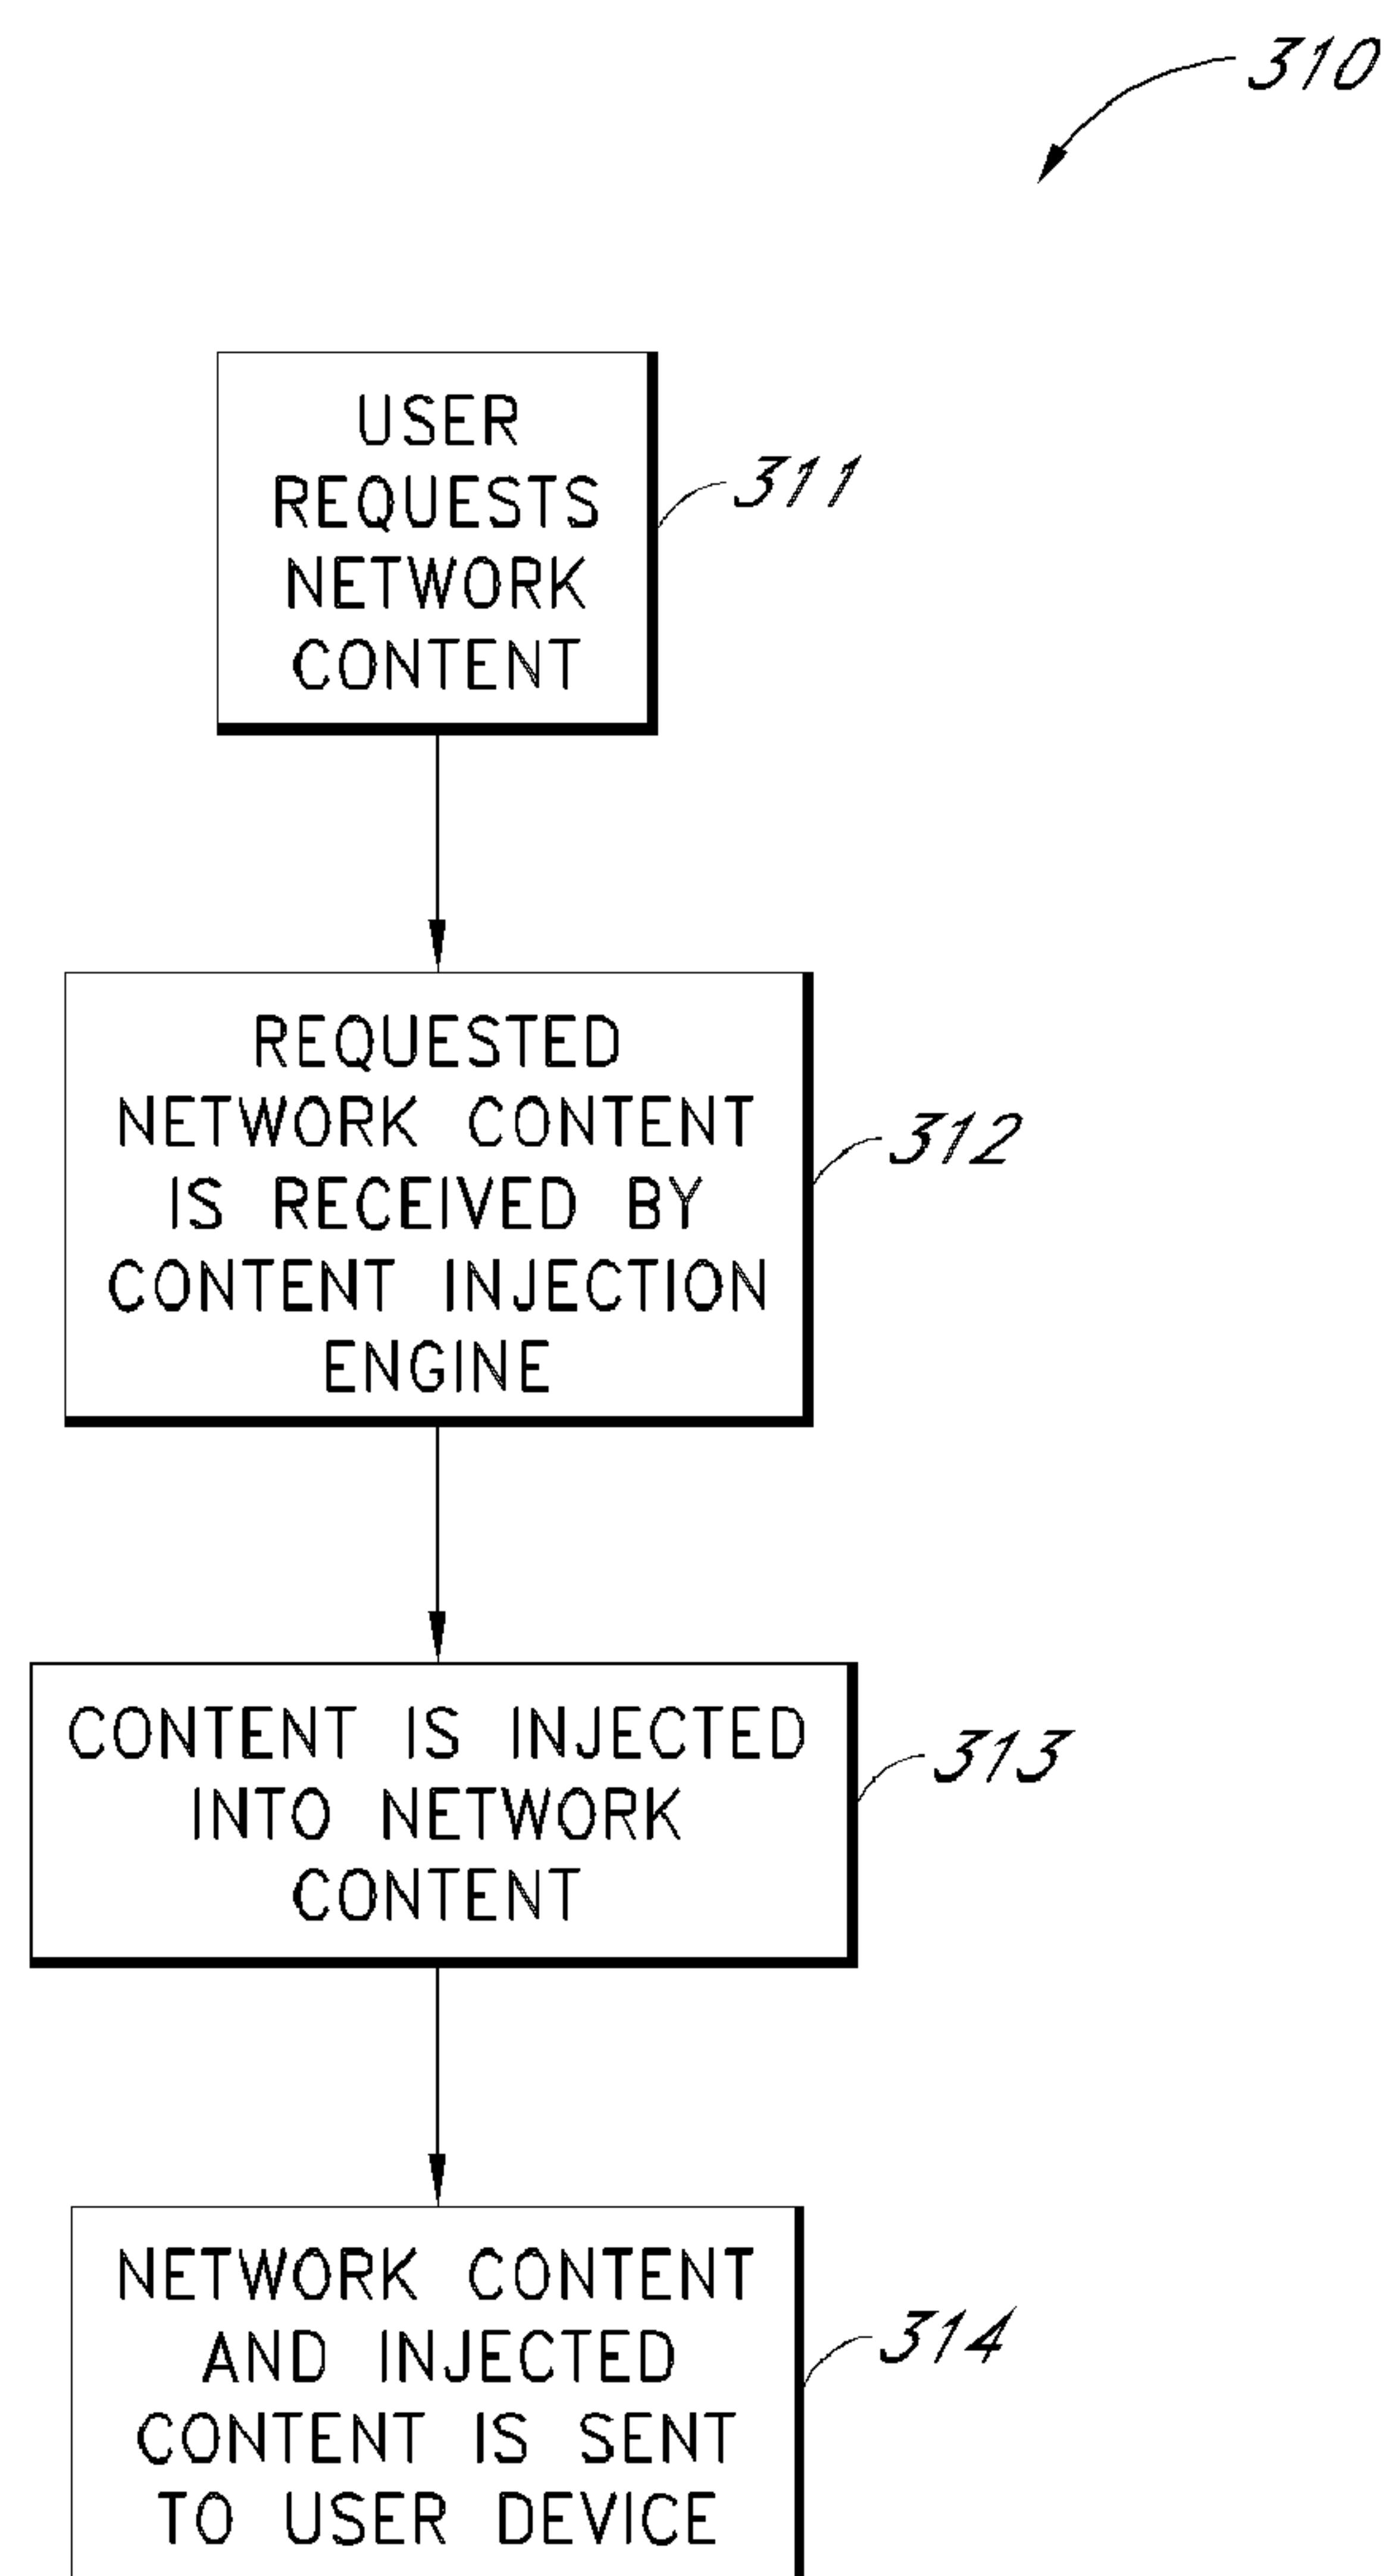 310
USER
REQUESTS
NETWORK
CONTENT
311
REQUESTED
NETWORK CONTENT
IS RECEIVED BY
CONTENT INJECTION
ENGINE
312
CONTENT IS INJECTED
INTO NETWORK
CONTENT
313
NETWORK CONTENT
AND INJECTED
CONTENT IS SENT
TO USER DEVICE
314